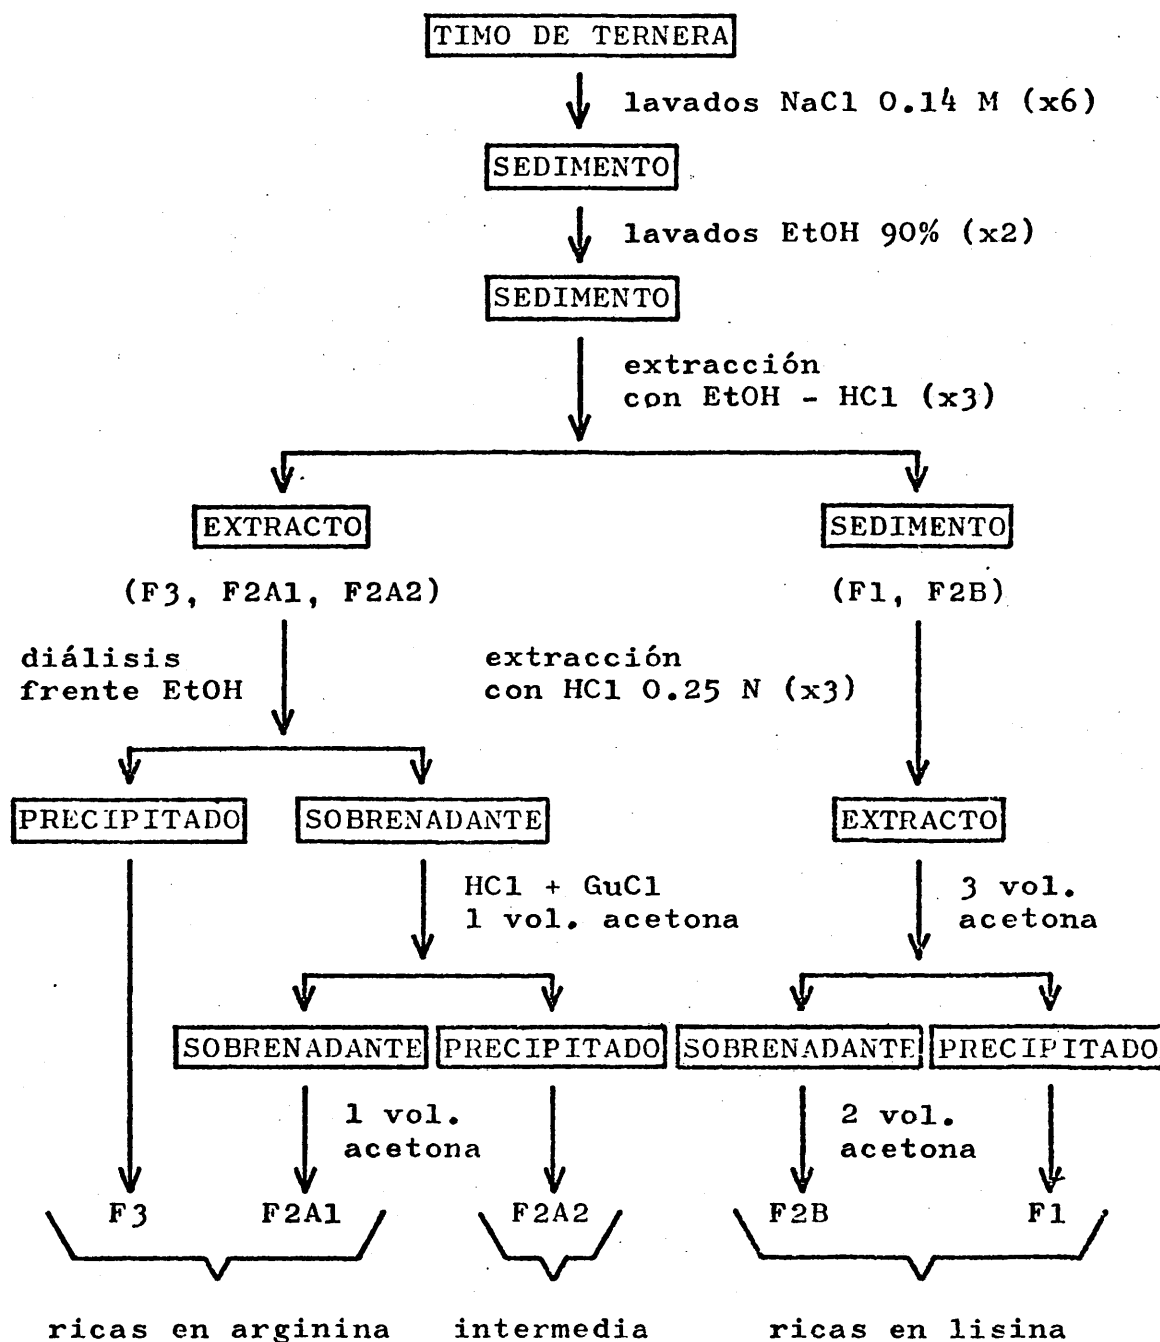 TIMO DE TERNERA
lavados NaCl 0.14 M (x6)
SEDIMENTO
lavados EtOH 90% (x2)
SEDIMENTO
extracción
con EtOH - HCl (x3)
EXTRACTO
SEDIMENTO
(F3, F2A1, F2A2)
(F1, F2B)
diálisis
frente EtOH
extracción
con HCl 0.25 N (x3)
PRECIPITADO
SOBRENADANTE
EXTRACTO
HCl + GuCl
1 vol. acetona
3 vol.
acetona
SOBRENADANTE
PRECIPITADO
SOBRENADANTE
PRECIPITADO
1 vol.
acetona
2 vol.
acetona
F3
F2A1
F2A2
F2B
F1
ricas en arginina
intermedia
ricas en lisina